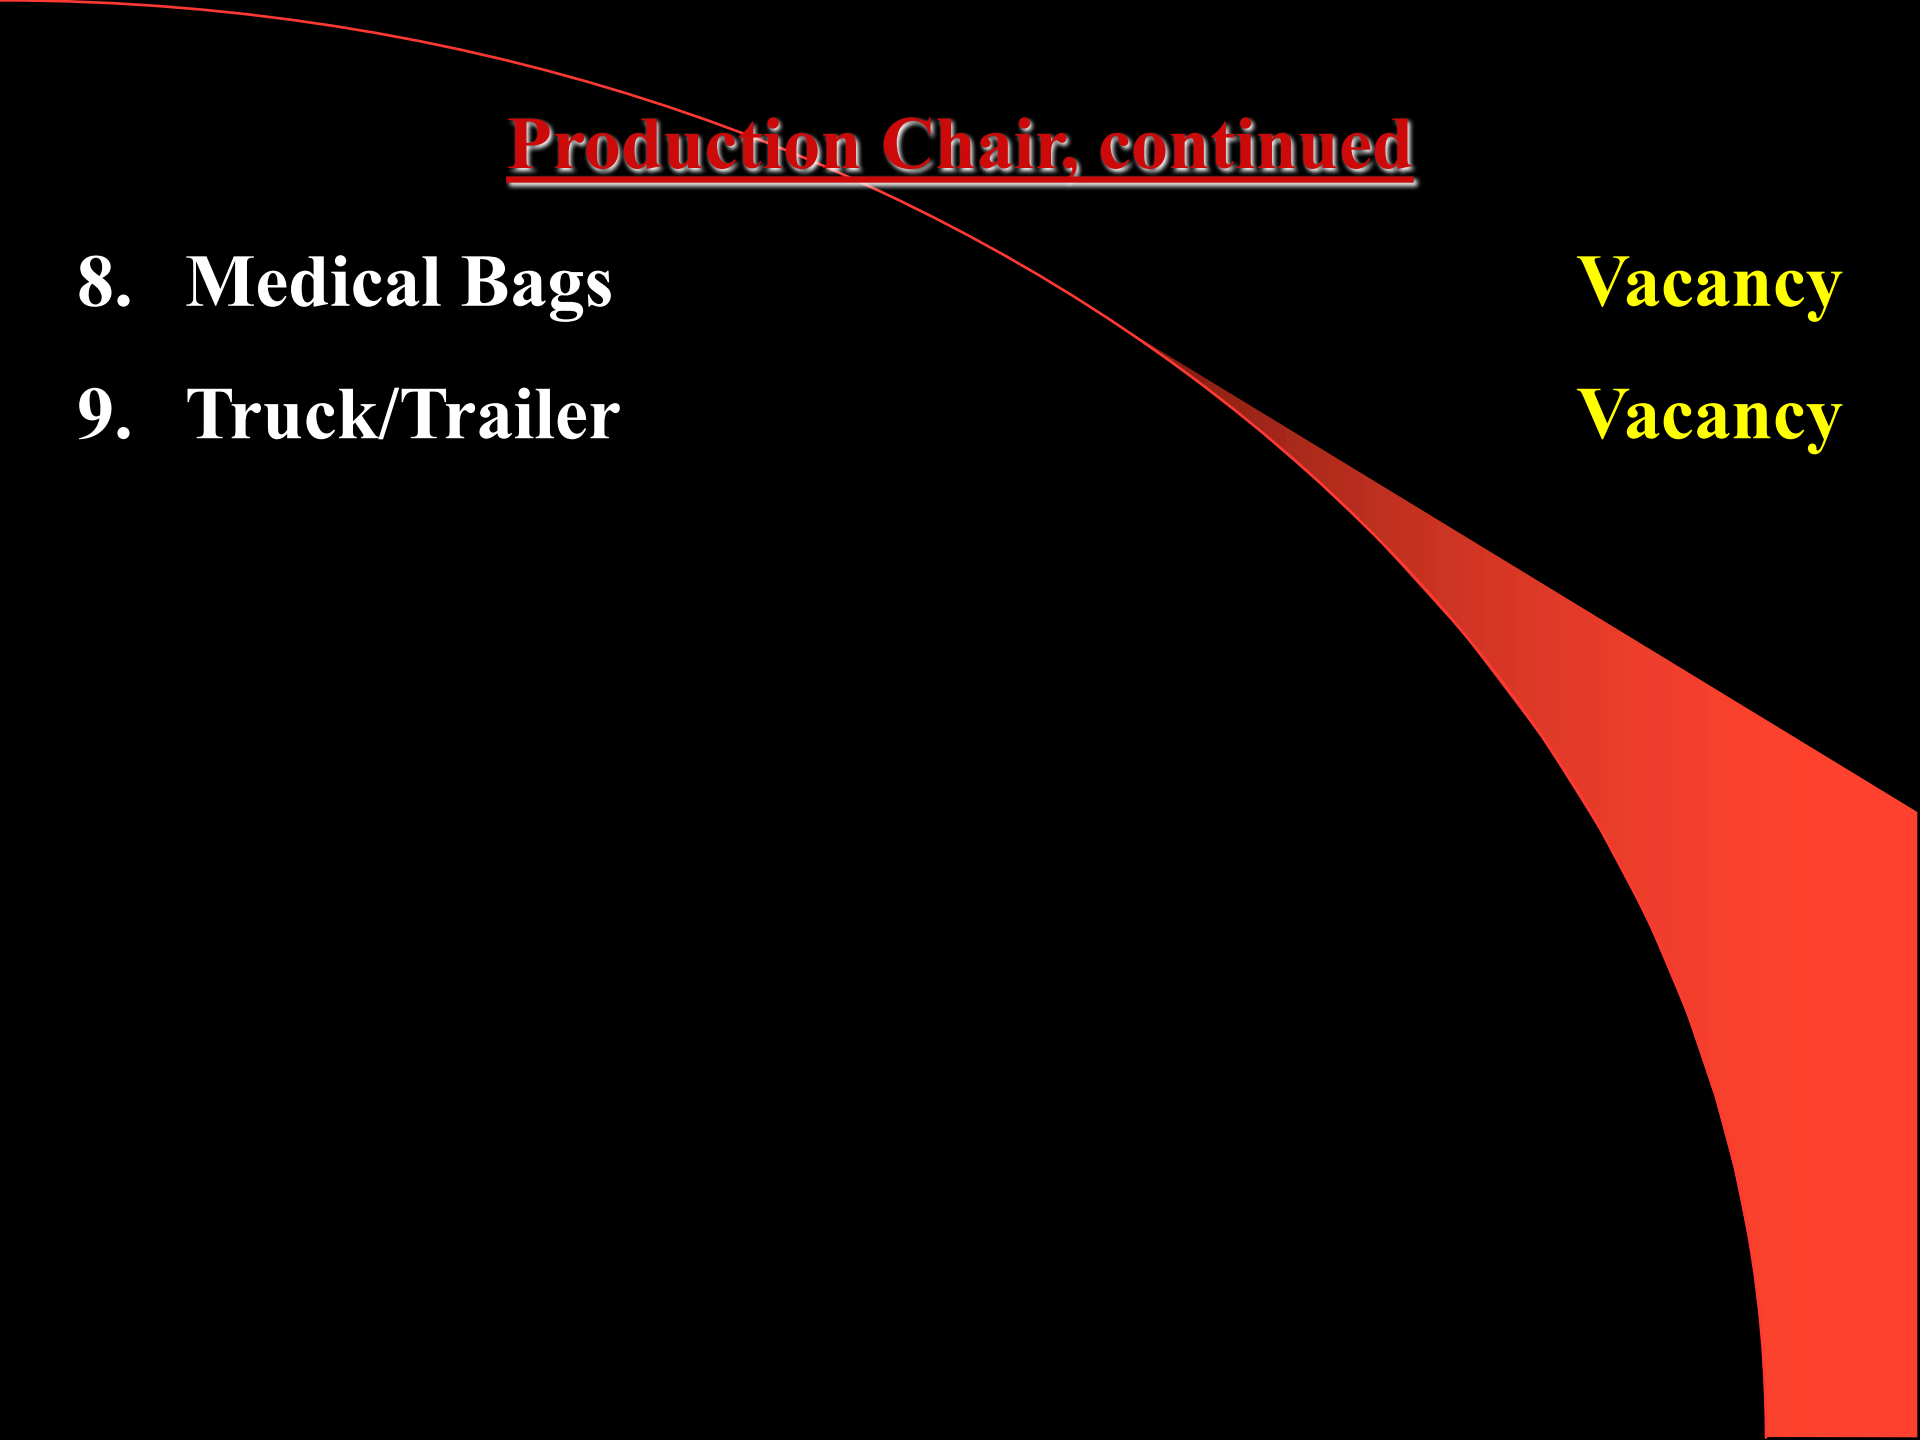 Production Chair, continued
8. Medical Bags Vacancy
9. Truck/Trailer Vacancy